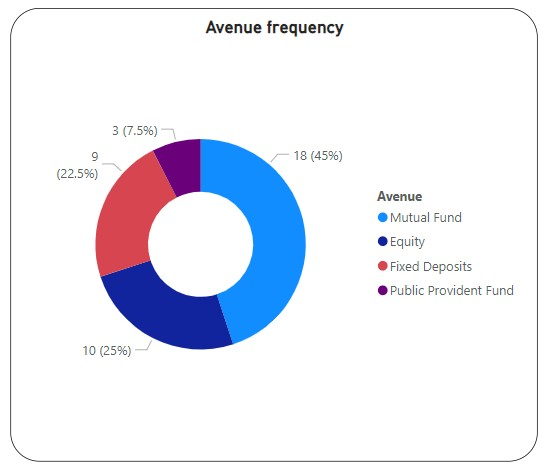 Avenue frequency
3 (7.5%)
9
(22.5%)
18 (45%)
10 (25%)
Avenue
Mutual Fund
Equity
Fixed Deposits
Public Provident Fund